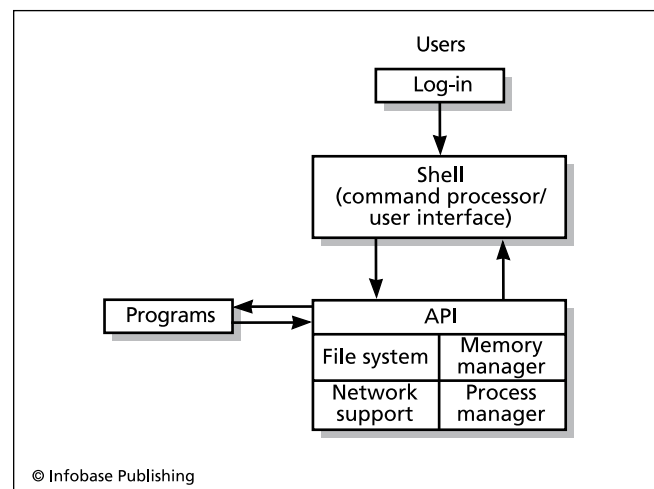 Users
Log-in
Shell
(command processor/
user interface)
Programs
API
File system
Memory
manager
Network
support
Process
manager
© Infobase Publishing